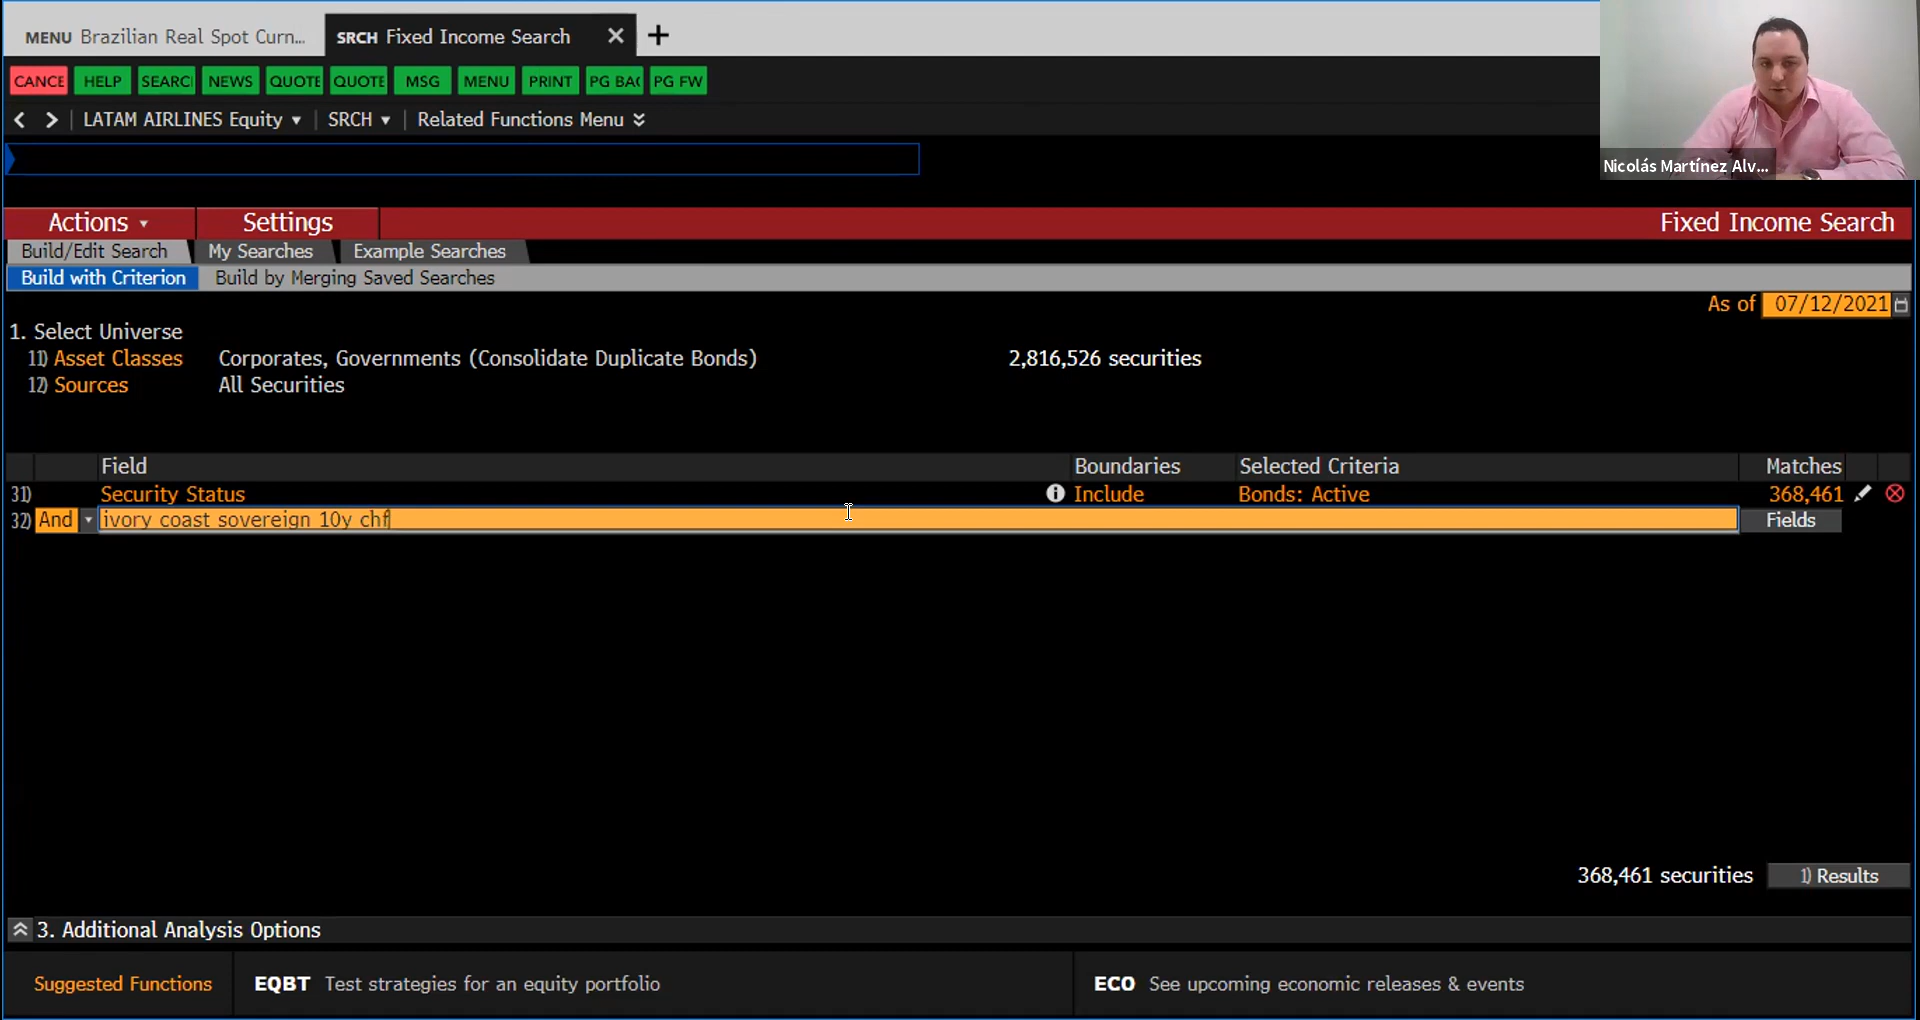 MENU Brazilian Real Spot Curn...
SRCH Fixed Income Search
CANCE HELP SEARC NEWS QUOTE QUOTE MSG MENU PRINT PG BAC PG FW
LATAM AIRLINES Equity SRCH Related Functions Menu
Nicolás Martínez Alv...
Actions Settings Fixed Income Search
Build/Edit Search My Searches Example Searches
Build with Criterion Build by Merging Saved Searches
As of 07/12/2021
1. Select Universe
11) Asset Classes Corporates, Governments (Consolidate Duplicate Bonds) 2,816,526 securities
12) Sources All Securities
Field Boundaries Selected Criteria Matches
31) Security Status Include Bonds: Active 368,461
32) And ivory coast sovereign 10y chf Fields
368,461 securities 1) Results
3. Additional Analysis Options
Suggested Functions EQBT Test strategies for an equity portfolio ECO See upcoming economic releases & events